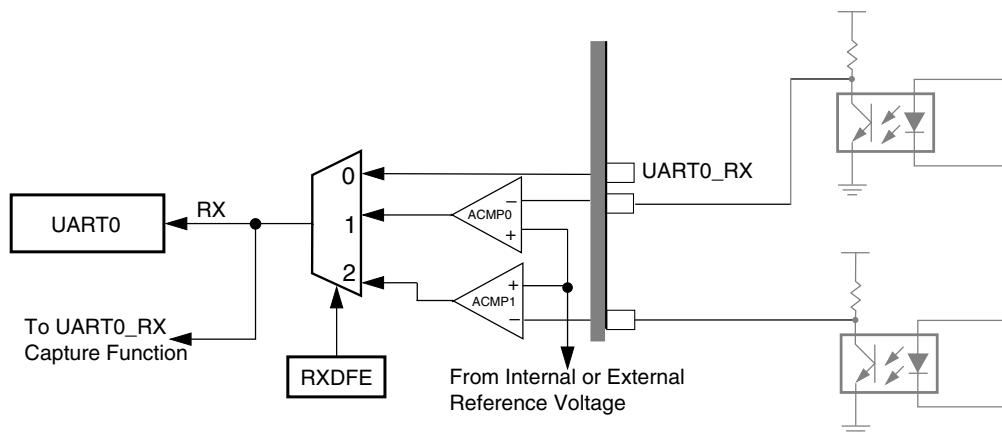 UART0_RX
0
ACMP0
−
+
UART0
RX
1
2
ACMP1
+
−
To UART0_RX
Capture Function
RXDFE
From Internal or External
Reference Voltage